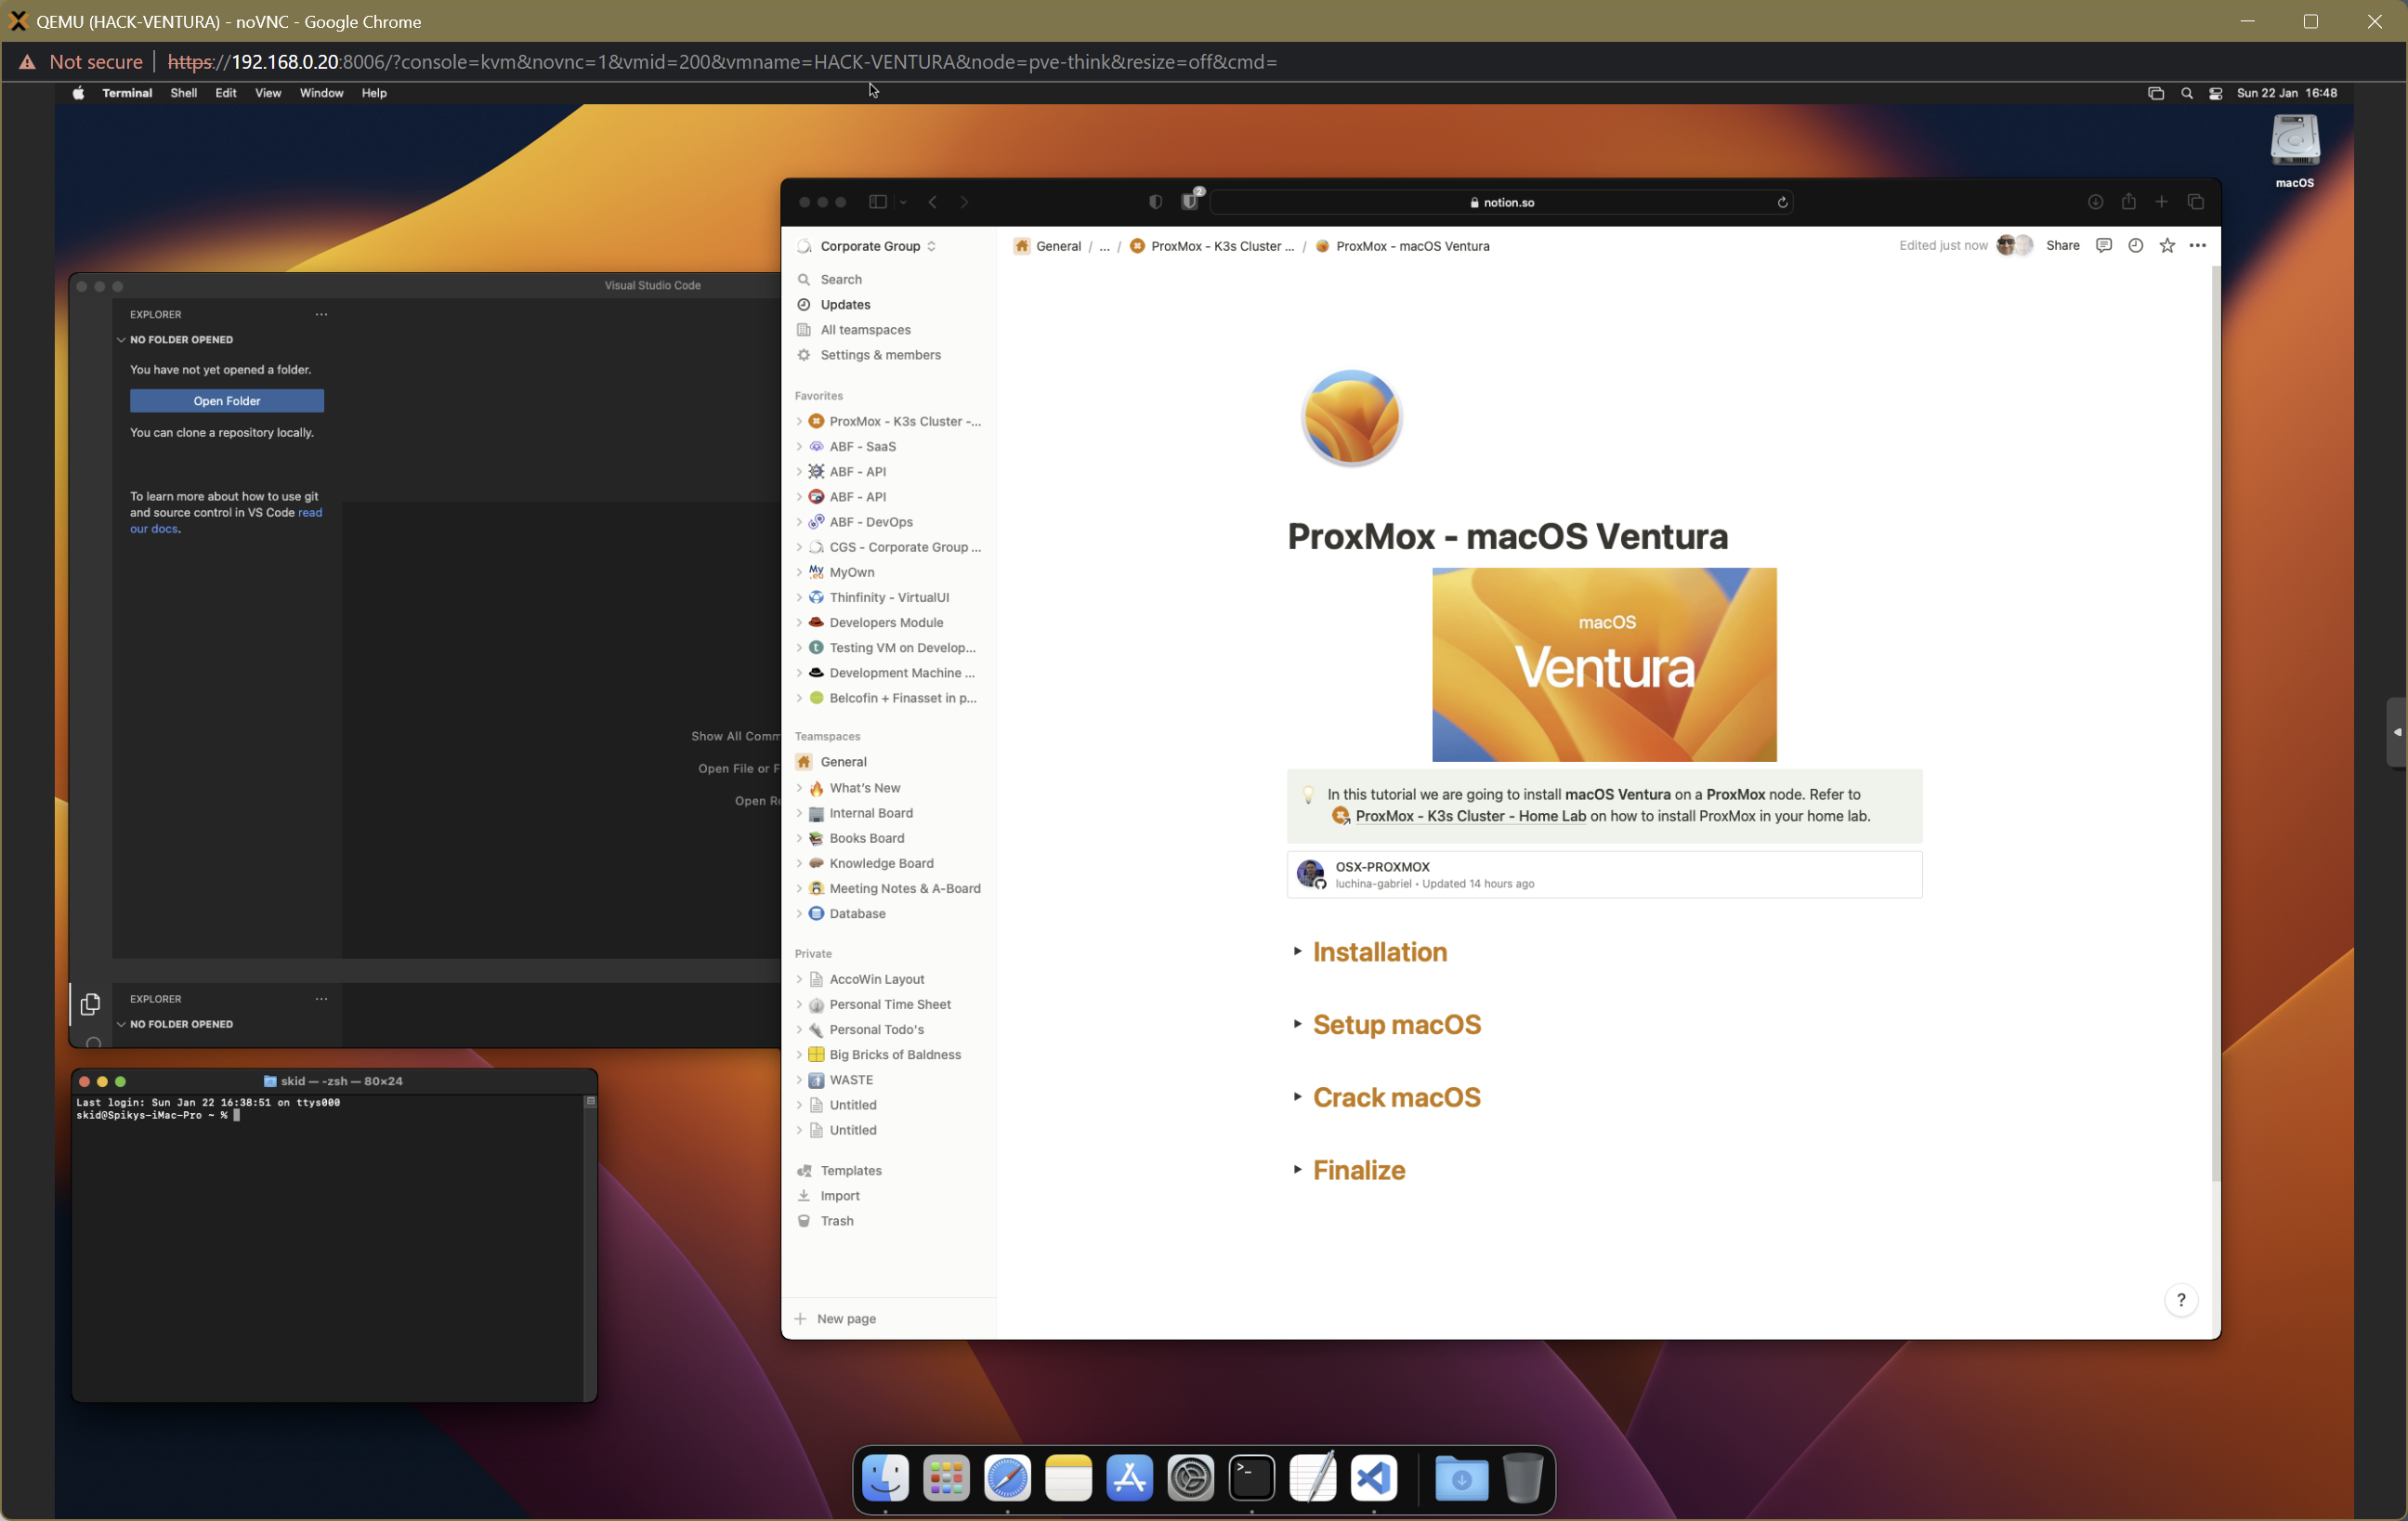 QEMU (HACK-VENTURA) - noVNC - Google Chrome
Not secure https://192.168.0.20:8006/?console=kvm&novnc=1&vmid=200&vmname=HACK-VENTURA&node=pve-think&resize=off&cmd=
Terminal Shell Edit View Window Help
Sun 22 Jan 16:48
macOS
Visual Studio Code
EXPLORER
NO FOLDER OPENED
You have not yet opened a folder.
Open Folder
You can clone a repository locally.
To learn more about how to use git
and source control in VS Code read
our docs.
Show All Comm
Open File or F
Open Re
EXPLORER
NO FOLDER OPENED
skid — -zsh — 80×24
Last login: Sun Jan 22 16:38:51 on ttys000
skid@Spikys-iMac-Pro ~ %
2
notion.so
Corporate Group
General / ... / ProxMox - K3s Cluster ... / ProxMox - macOS Ventura
Edited just now
Share
Search
Updates
All teamspaces
Settings & members
Favorites
ProxMox - K3s Cluster -...
ABF - SaaS
ABF - API
ABF - API
ABF - DevOps
CGS - Corporate Group ...
My.eu MyOwn
Thinfinity - VirtualUI
Developers Module
t Testing VM on Develop...
Development Machine ...
Belcofin + Finasset in p...
Teamspaces
General
What's New
Internal Board
Books Board
Knowledge Board
Meeting Notes & A-Board
Database
Private
AccoWin Layout
Personal Time Sheet
Personal Todo's
Big Bricks of Baldness
WASTE
Untitled
Untitled
Templates
Import
Trash
New page
ProxMox - macOS Ventura
macOS
Ventura
In this tutorial we are going to install macOS Ventura on a ProxMox node. Refer to
ProxMox - K3s Cluster - Home Lab on how to install ProxMox in your home lab.
OSX-PROXMOX
luchina-gabriel • Updated 14 hours ago
Installation
Setup macOS
Crack macOS
Finalize
?